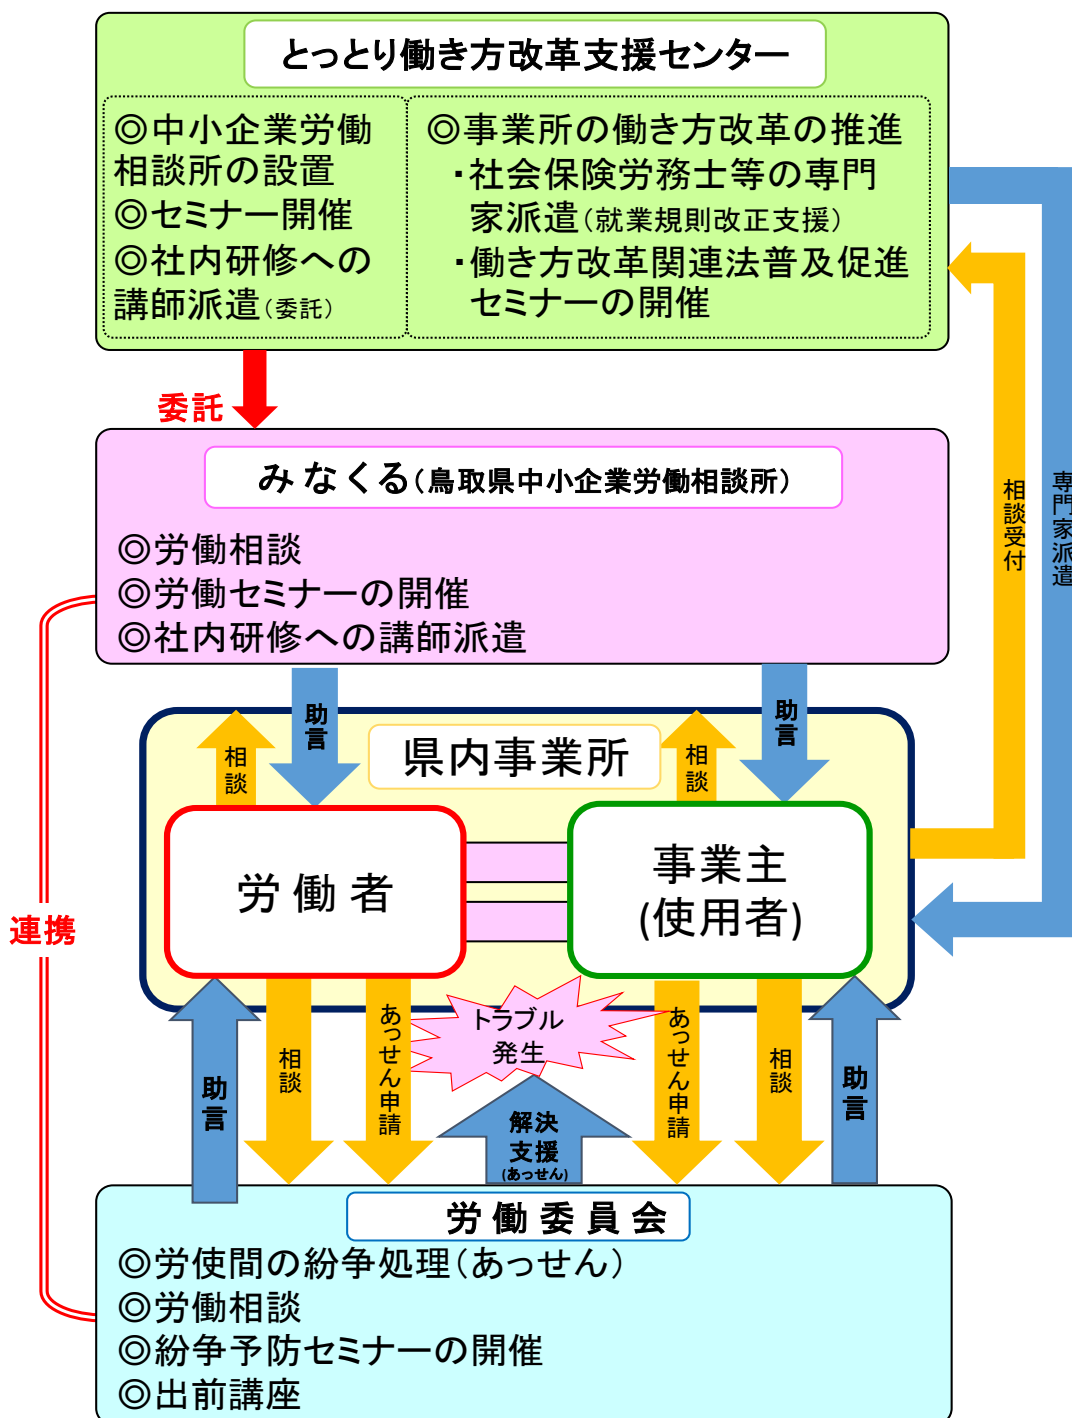 とっとり働き方改革支援センター
◎中小企業労働
相談所の設置
◎セミナー開催
◎社内研修への
講師派遣(委託)
◎事業所の働き方改革の推進
・社会保険労務士等の専門
家派遣(就業規則改正支援)
・働き方改革関連法普及促進
セミナーの開催
委託
みなくる(鳥取県中小企業労働相談所)
◎労働相談
◎労働セミナーの開催
◎社内研修への講師派遣
相談受付
専門家派遣
助言
助言
相談
県内事業所
相談
労働者
事業主
(使用者)
連携
トラブル
発生
助言
相談
あっせん申請
解決
支援
(あっせん)
あっせん申請
相談
助言
労働委員会
◎労使間の紛争処理(あっせん)
◎労働相談
◎紛争予防セミナーの開催
◎出前講座